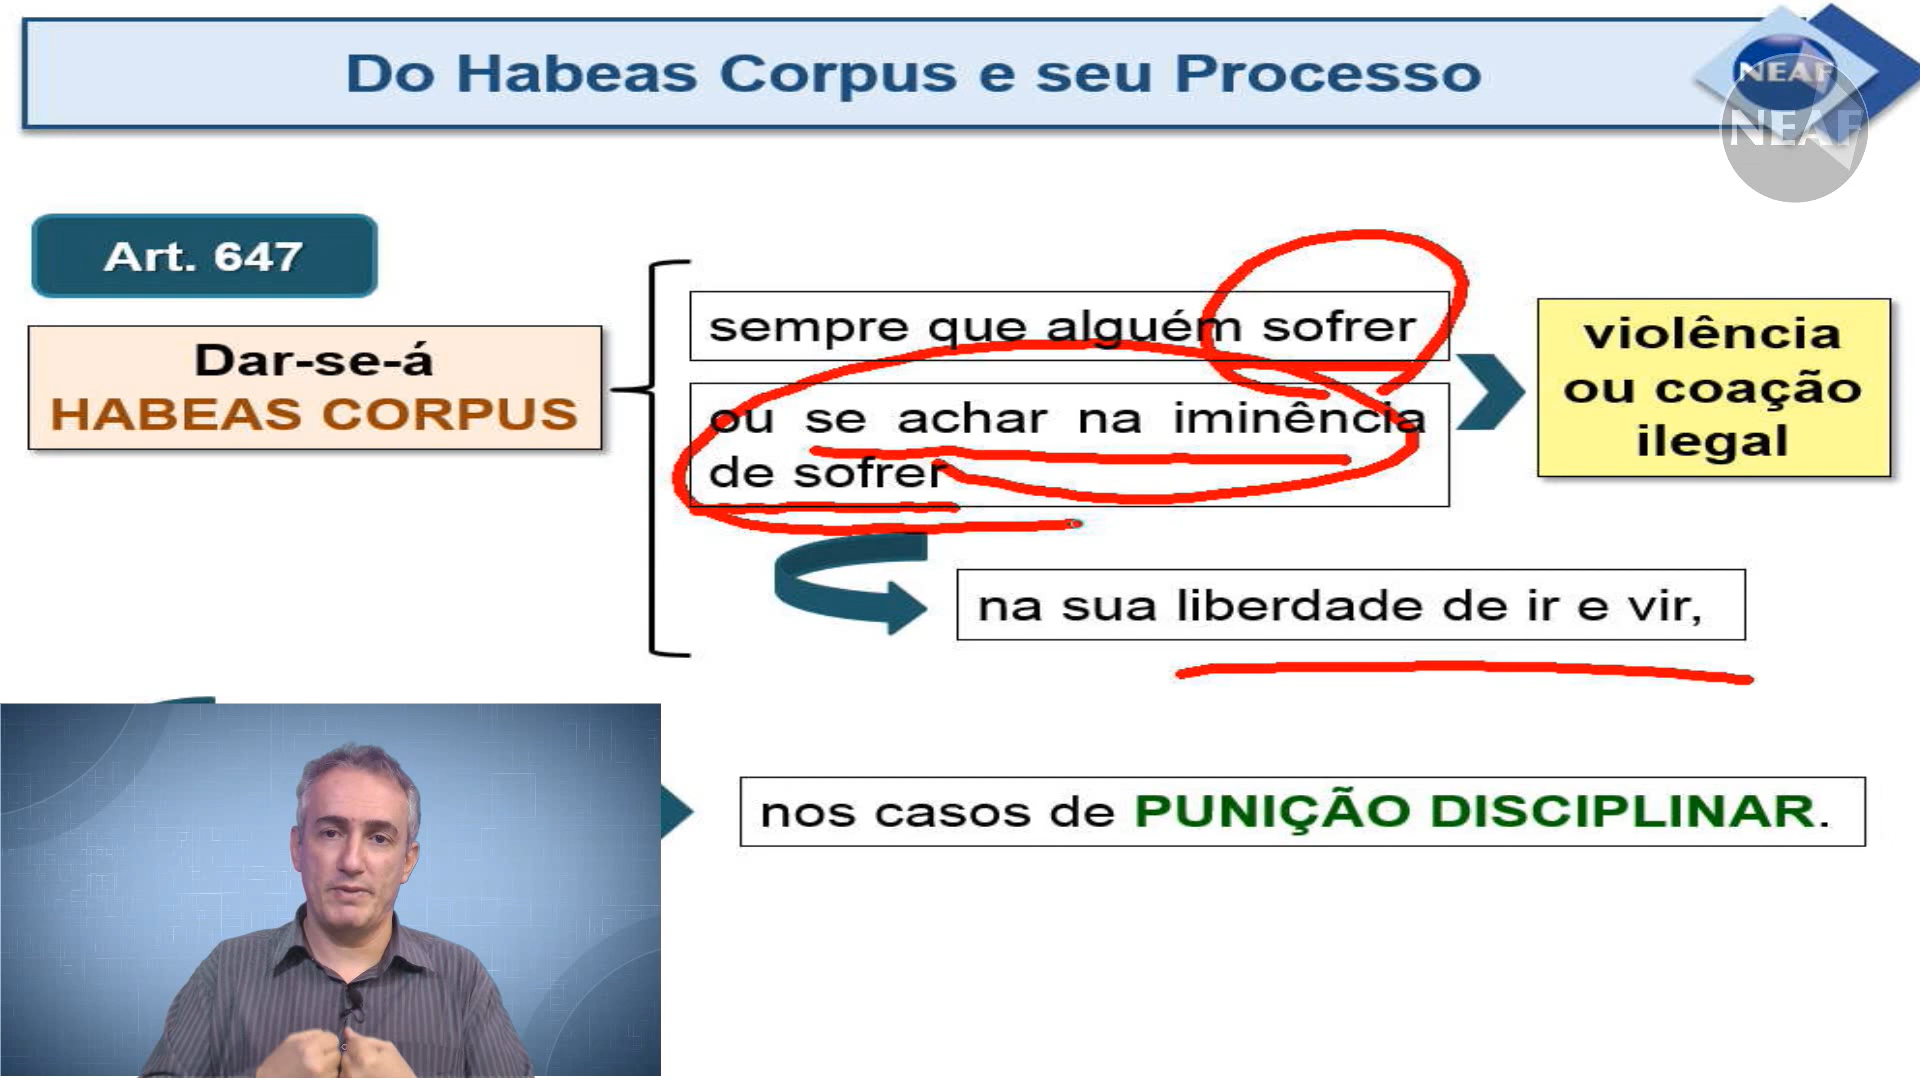 Do Habeas Corpus e seu Processo
NEAF
NEAF
Art. 647
Dar-se-á
HABEAS CORPUS
sempre que alguém sofrer
ou se achar na iminência
de sofrer
violência
ou coação
ilegal
na sua liberdade de ir e vir,
nos casos de PUNIÇÃO DISCIPLINAR.